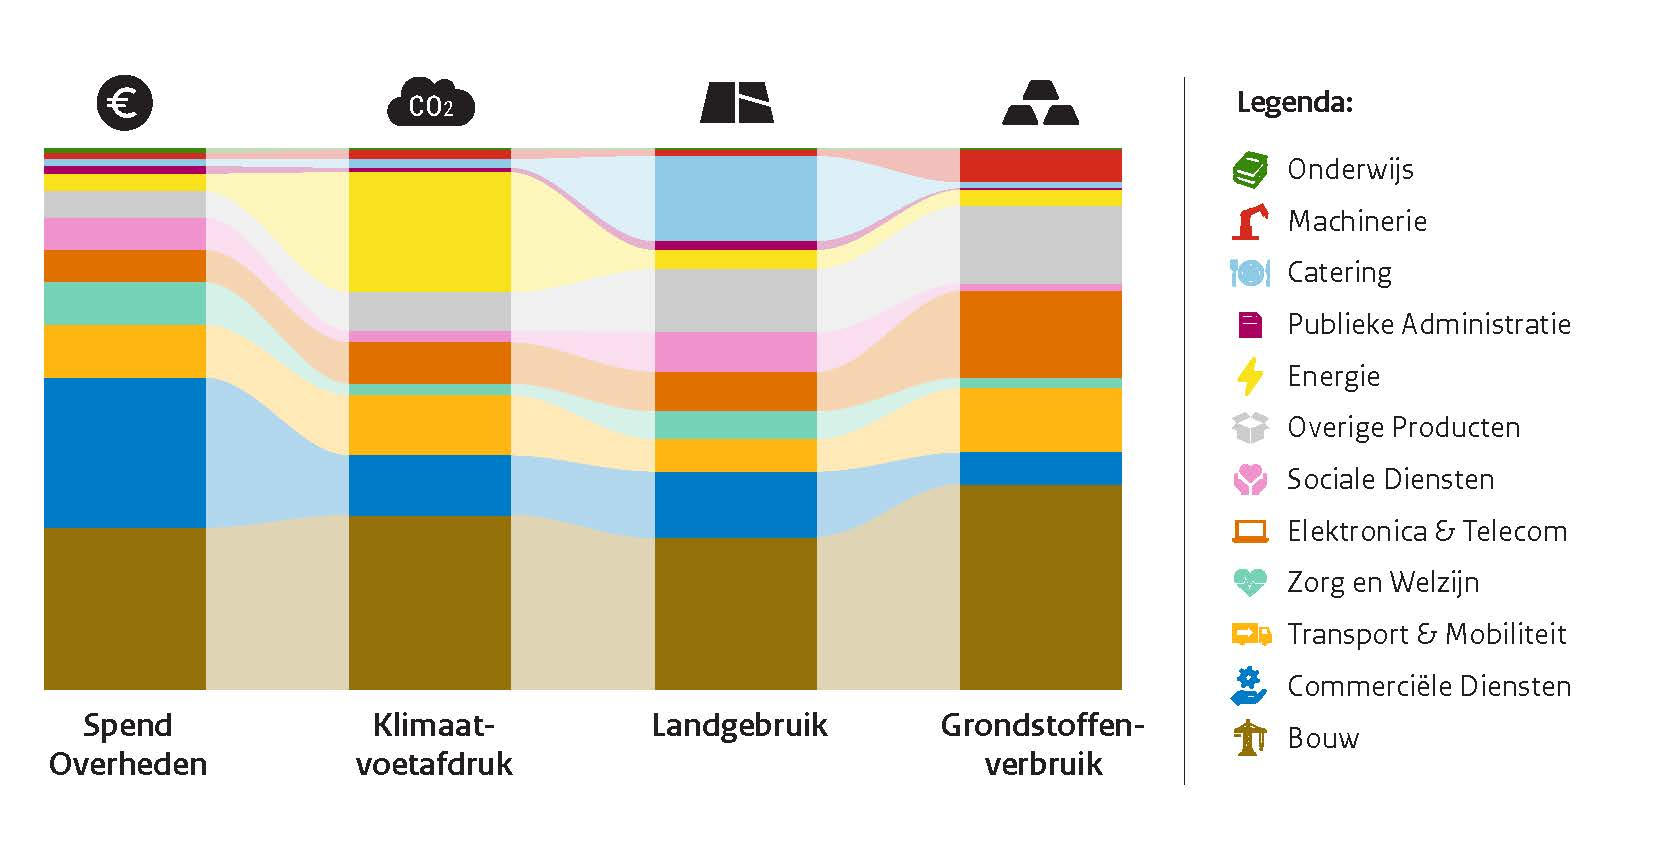 €
CO2
Spend
Overheden
Klimaat-
voetafdruk
Landgebruik
Grondstoffen-
verbruik
Legenda:
Onderwijs
Machinerie
Catering
Publieke Administratie
Energie
Overige Producten
Sociale Diensten
Elektronica & Telecom
Zorg en Welzijn
Transport & Mobiliteit
Commerciële Diensten
Bouw